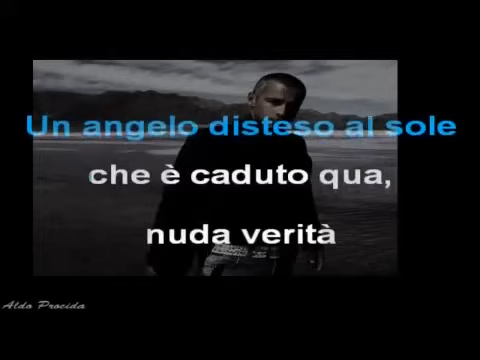 Un angelo disteso al sole
che è caduto qua,
nuda verità
Aldo Procida